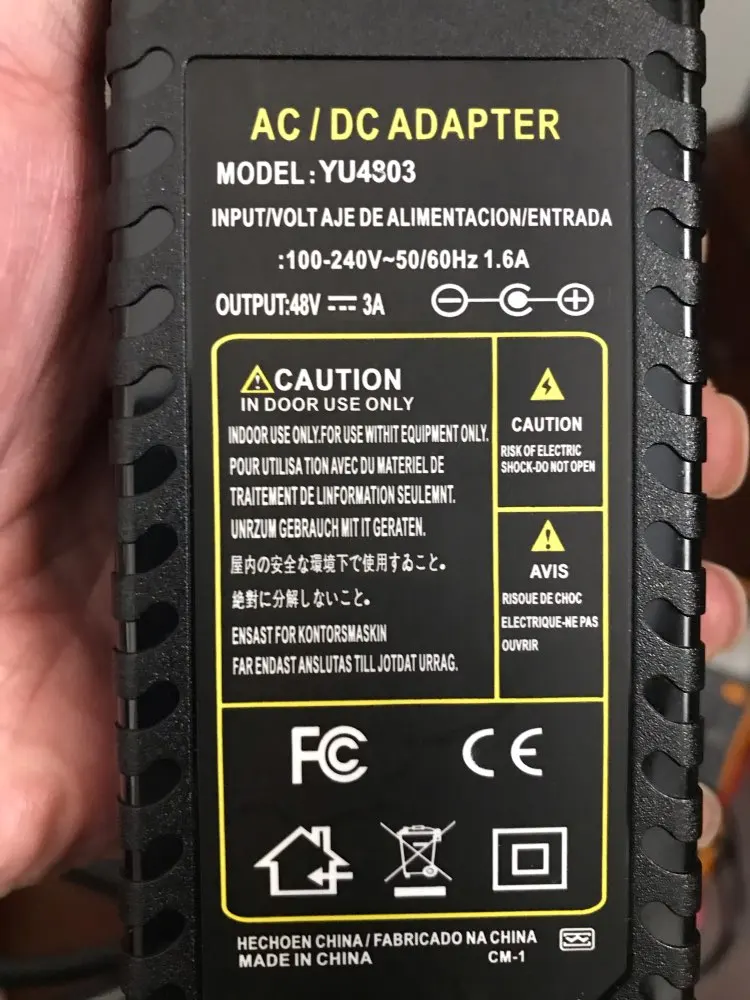 AC / DC ADAPTER
MODEL: YU4803
INPUT/VOLT AJE DE ALIMENTACION/ENTRADA
:100-240V~50/60Hz 1.6A
OUTPUT:48V ⎓ 3A
CAUTION
IN DOOR USE ONLY
INDOOR USE ONLY.FOR USE WITHIT EQUIPMENT ONLY.
POUR UTILISA TION AVEC DU MATERIEL DE
TRAITEMENT DE LINFORMATION SEULEMNT.
UNRZUM GEBRAUCH MIT IT GERATEN.
屋内の安全な環境下で使用すゐこと。
絶對に分解しないこと。
ENSAST FOR KONTORSMASKIN
FAR ENDAST ANSLUTAS TILL JOTDAT URRAG.
CAUTION
RISK OF ELECTRIC
SHOCK-DO NOT OPEN
AVIS
RISOUE DE CHOC
ELECTRIQUE-NE PAS
OUVRIR
FC CE
HECHOEN CHINA / FABRICADO NA CHINA
MADE IN CHINA CM-1